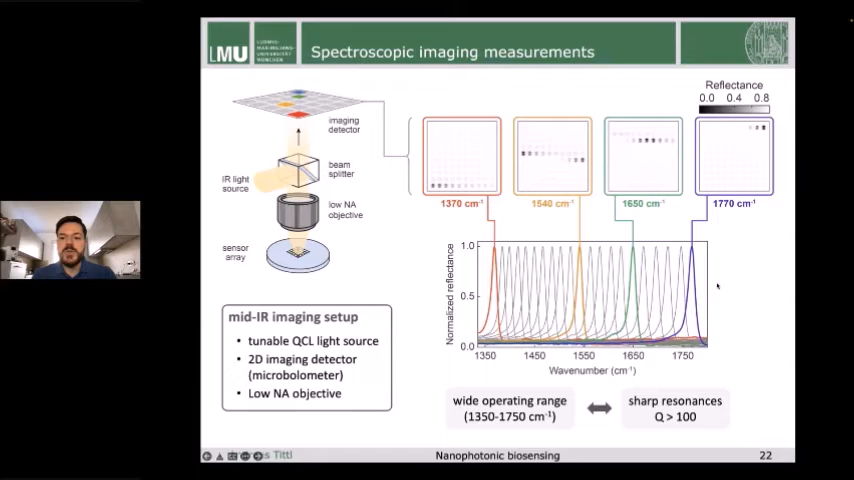 LMU
LUDWIG-
MAXIMILIANS-
UNIVERSITÄT
MÜNCHEN
Spectroscopic imaging measurements
Reflectance
0.0 0.4 0.8
imaging
detector
beam
splitter
IR light
source
low NA
objective
sensor
array
1370 cm-1
1540 cm-1
1650 cm-1
1770 cm-1
Normalized reflectance
1.0
0.5
0.0
1350 1450 1550 1650 1750
Wavenumber (cm-1)
mid-IR imaging setup
• tunable QCL light source
• 2D imaging detector
(microbolometer)
• Low NA objective
wide operating range
(1350-1750 cm-1)
sharp resonances
Q > 100
s Tittl
Nanophotonic biosensing
22